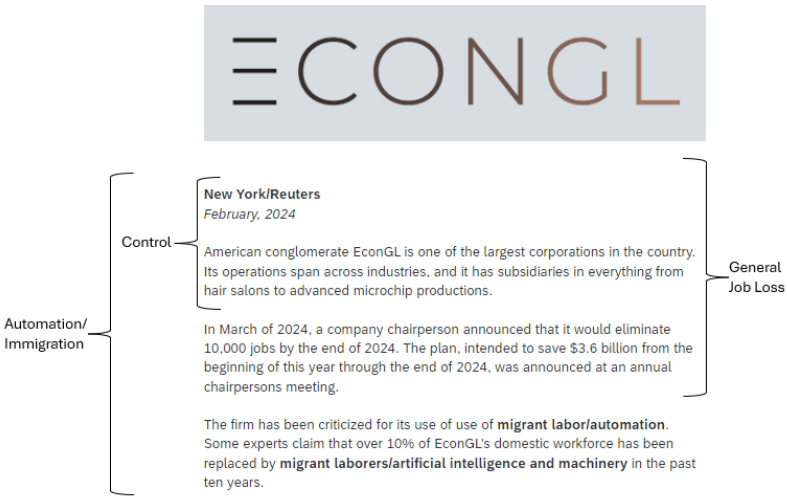 ECONGL
New York/Reuters
February, 2024
Control
American conglomerate EconGL is one of the largest corporations in the country.
Its operations span across industries, and it has subsidiaries in everything from
hair salons to advanced microchip productions.
General
Job Loss
Automation/
Immigration
In March of 2024, a company chairperson announced that it would eliminate
10,000 jobs by the end of 2024. The plan, intended to save $3.6 billion from the
beginning of this year through the end of 2024, was announced at an annual
chairpersons meeting.
The firm has been criticized for its use of use of migrant labor/automation.
Some experts claim that over 10% of EconGL's domestic workforce has been
replaced by migrant laborers/artificial intelligence and machinery in the past
ten years.